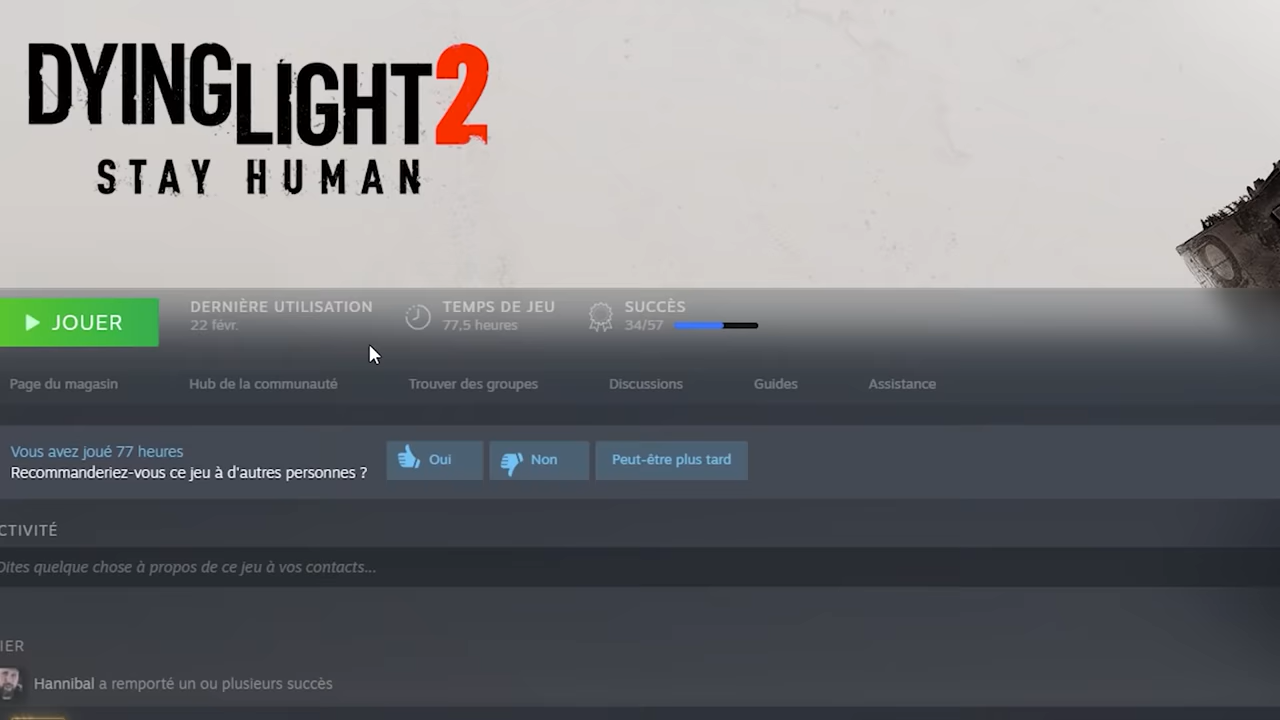 DYING LIGHT 2
STAY HUMAN
JOUER
DERNIÈRE UTILISATION
22 févr.
TEMPS DE JEU
77,5 heures
SUCCÈS
34/57
Page du magasin
Hub de la communauté
Trouver des groupes
Discussions
Guides
Assistance
Vous avez joué 77 heures
Recommanderiez-vous ce jeu à d'autres personnes ?
Oui
Non
Peut-être plus tard
CTIVITÉ
Dites quelque chose à propos de ce jeu à vos contacts...
IER
Hannibal a remporté un ou plusieurs succès